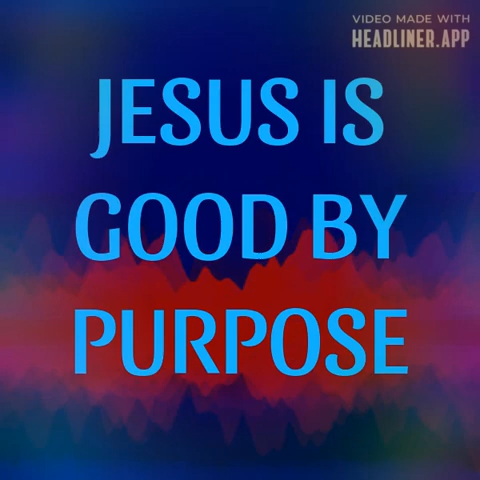 VIDEO MADE WITH
HEADLINER.APP
JESUS IS
GOOD BY
PURPOSE